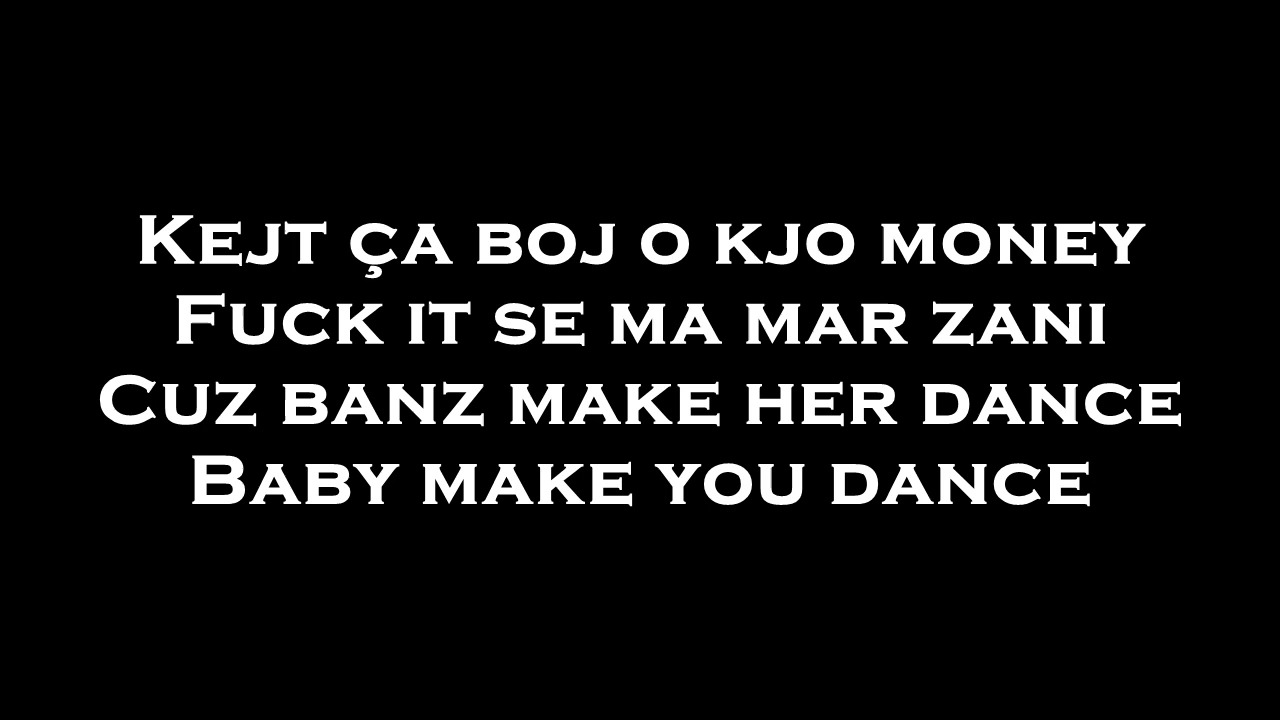 Kejt ça boj o kjo money
Fuck it se ma mar zani
Cuz banz make her dance
Baby make you dance